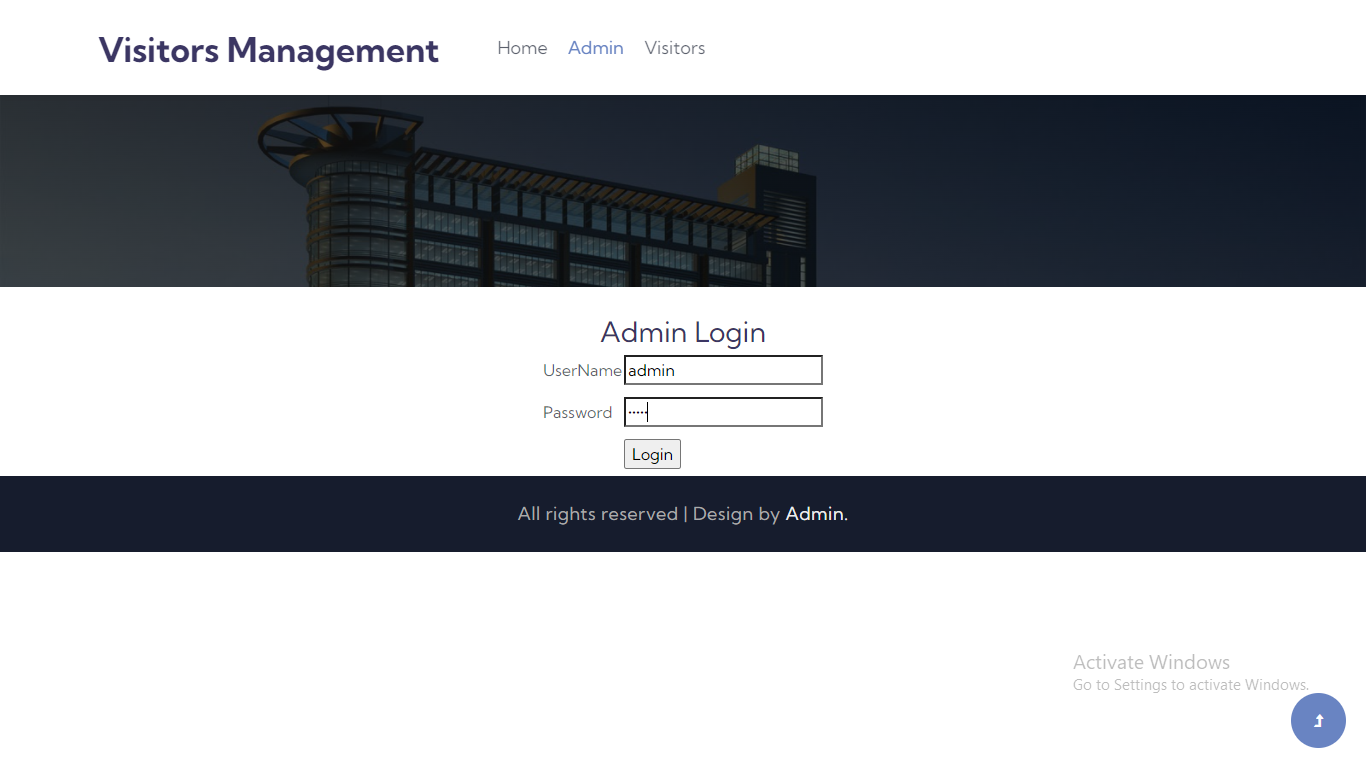 Visitors Management
Home Admin Visitors
Admin Login
UserName admin
Password •••••
Login
All rights reserved | Design by Admin.
Activate Windows
Go to Settings to activate Windows.